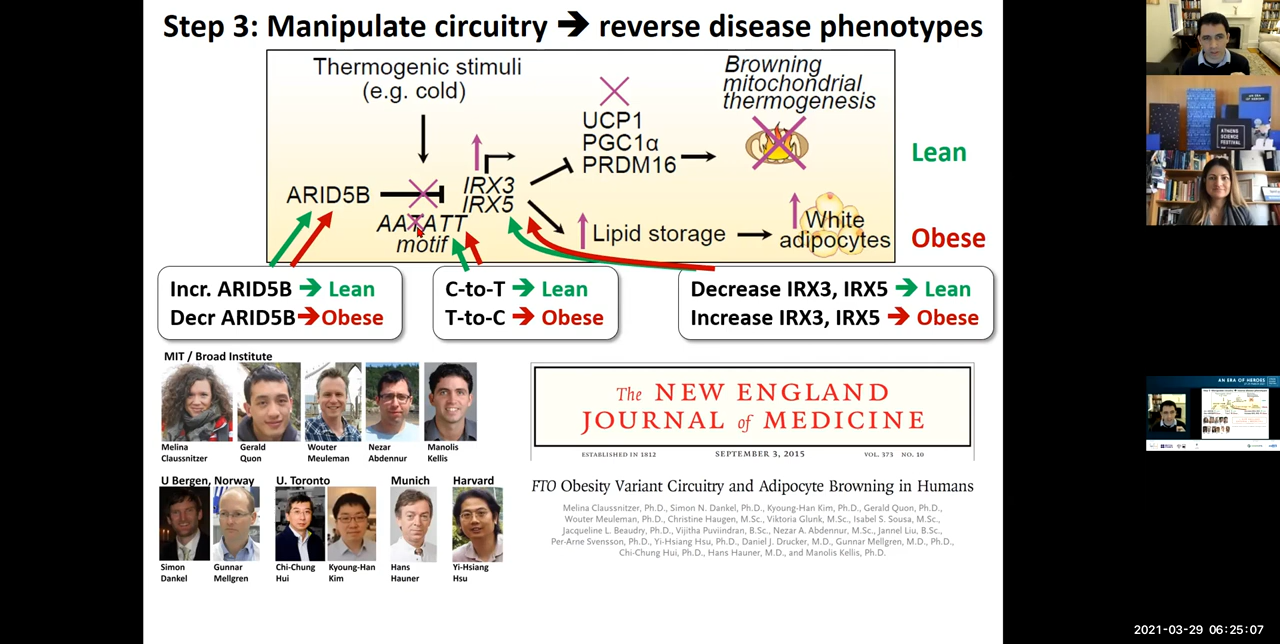 Step 3: Manipulate circuitry ➔ reverse disease phenotypes
Thermogenic stimuli
(e.g. cold)
Browning
mitochondrial
thermogenesis
UCP1
PGC1α
PRDM16
Lean
ARID5B
IRX3
IRX5
AATATT
motif
Lipid storage
White
adipocytes
Obese
Incr. ARID5B ➔ Lean
Decr ARID5B ➔ Obese
C-to-T ➔ Lean
T-to-C ➔ Obese
Decrease IRX3, IRX5 ➔ Lean
Increase IRX3, IRX5 ➔ Obese
MIT / Broad Institute
Melina
Claussnitzer
Gerald
Quon
Wouter
Meuleman
Nezar
Abdennur
Manolis
Kellis
U Bergen, Norway
U. Toronto
Munich
Harvard
Simon
Dankel
Gunnar
Mellgren
Chi-Chung
Hui
Kyoung-Han
Kim
Hans
Hauner
Yi-Hsiang
Hsu
The NEW ENGLAND
JOURNAL of MEDICINE
ESTABLISHED IN 1812 SEPTEMBER 3, 2015 VOL. 373 NO. 10
FTO Obesity Variant Circuitry and Adipocyte Browning in Humans
Melina Claussnitzer, Ph.D., Simon N. Dankel, Ph.D., Kyoung-Han Kim, Ph.D., Gerald Quon, Ph.D.,
Wouter Meuleman, Ph.D., Christine Haugen, M.Sc., Viktoria Glunk, M.Sc., Isabel S. Sousa, M.Sc.,
Jacqueline L. Beaudry, Ph.D., Vijitha Puviindran, B.Sc., Nezar A. Abdennur, M.Sc., Jannel Liu, B.Sc.,
Per-Arne Svensson, Ph.D., Yi-Hsiang Hsu, Ph.D., Daniel J. Drucker, M.D., Gunnar Mellgren, M.D., Ph.D.,
Chi-Chung Hui, Ph.D., Hans Hauner, M.D., and Manolis Kellis, Ph.D.
ATHENS
SCIENCE
FESTIVAL
AN ERA OF HEROES
2021-03-29 06:25:07